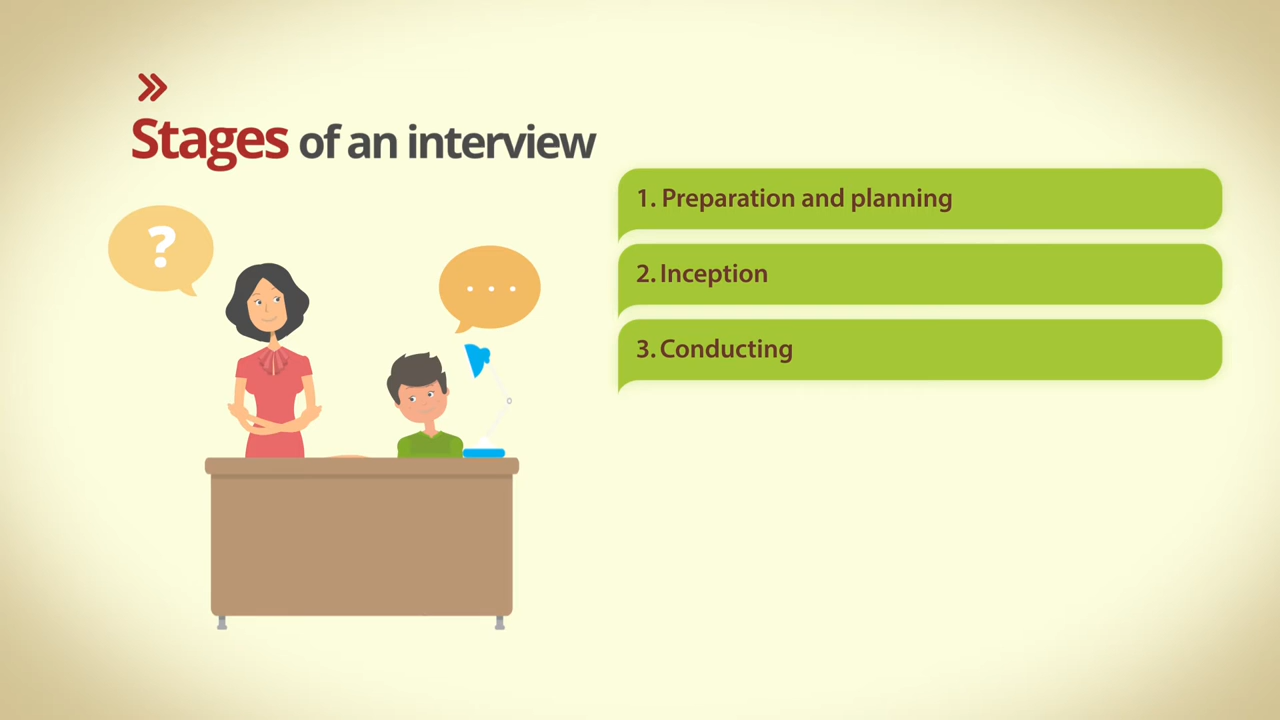 Stages of an interview
?
...
1. Preparation and planning
2. Inception
3. Conducting